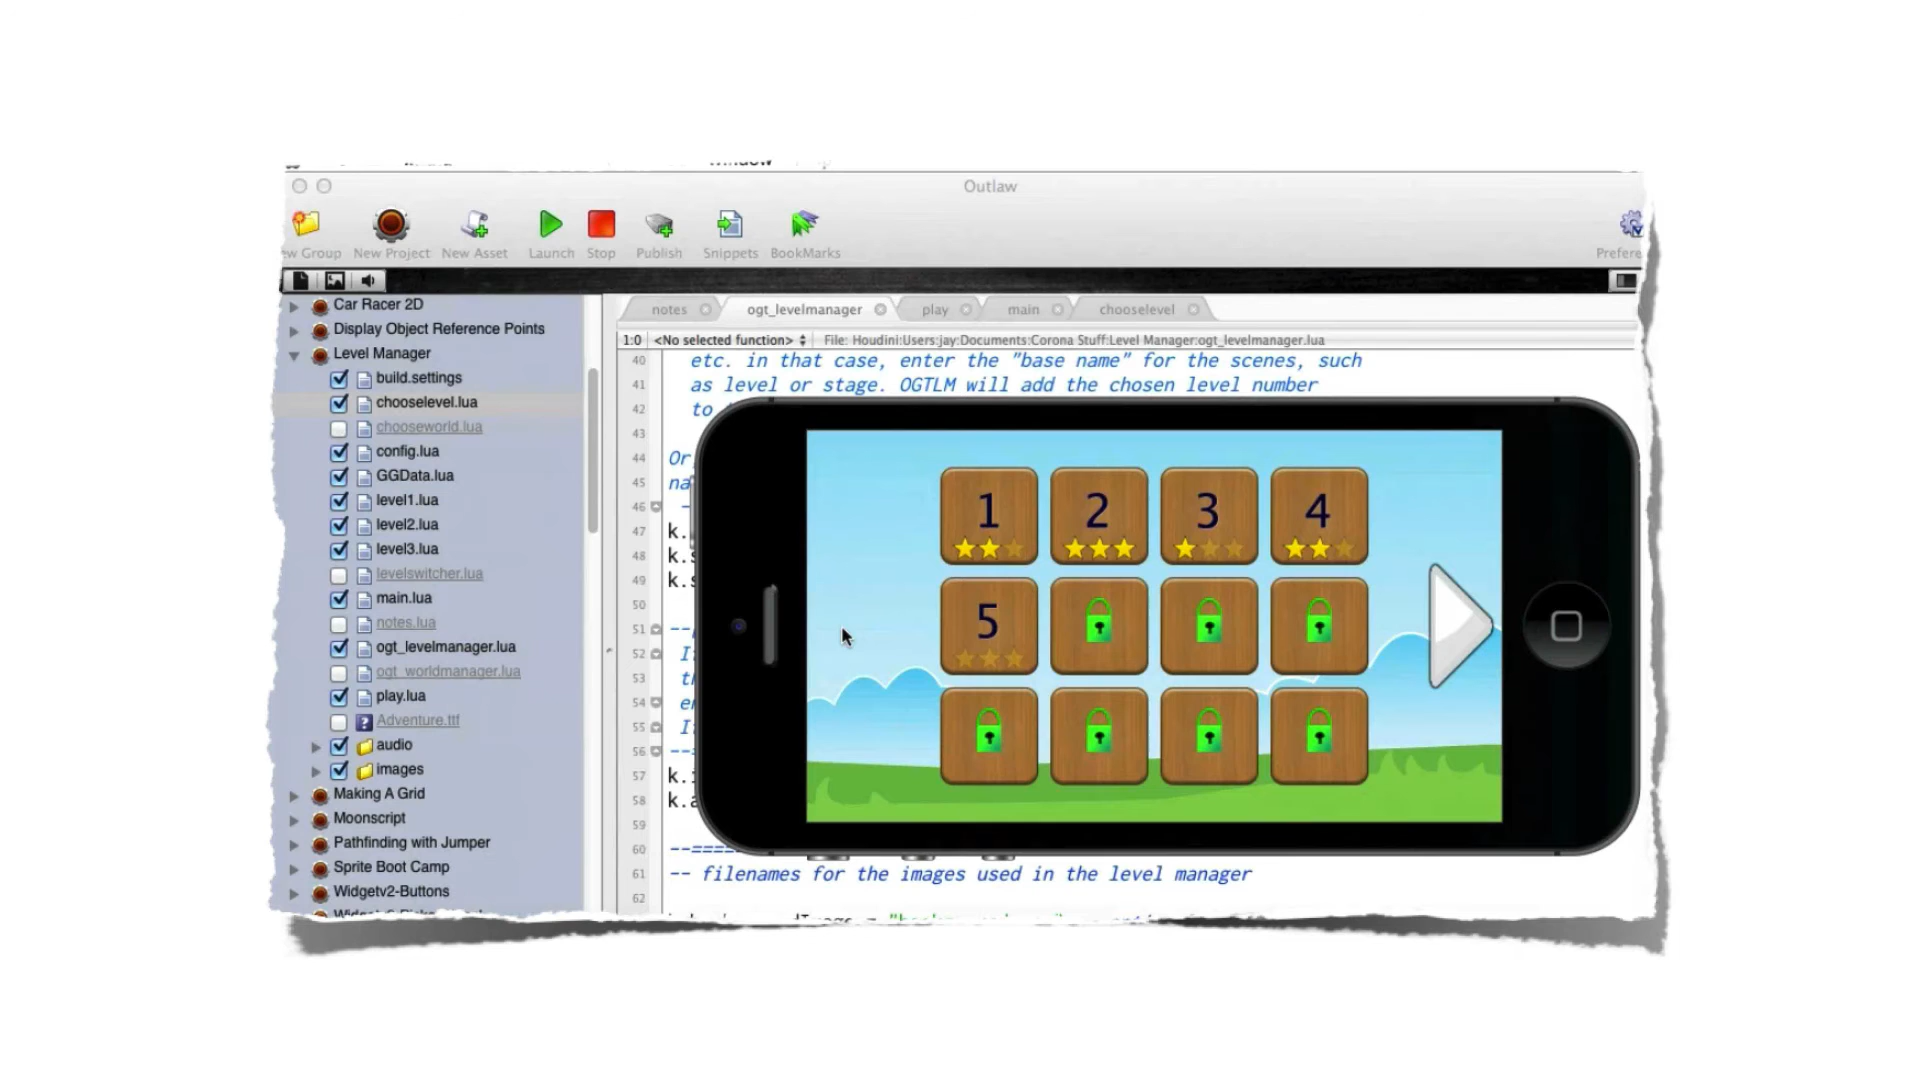 Outlaw
New Project
New Asset
Launch
Stop
Publish
Snippets
BookMarks
notes
ogt_levelmanager
play
main
chooselevel
1:0 <No selected function> File: Houdini:Users:jay:Documents:Corona Stuff:Level Manager:ogt_levelmanager.lua
Car Racer 2D
Display Object Reference Points
Level Manager
build.settings
chooselevel.lua
chooseworld.lua
config.lua
GGData.lua
level1.lua
level2.lua
level3.lua
levelswitcher.lua
main.lua
notes.lua
ogt_levelmanager.lua
ogt_worldmanager.lua
play.lua
Adventure.ttf
audio
images
Making A Grid
Moonscript
Pathfinding with Jumper
Sprite Boot Camp
Widgetv2-Buttons
40 etc. in that case, enter the "base name" for the scenes, such
41 as level or stage. OGTLM will add the chosen level number
42 to
43
44 Or
45 na
46
47 k.
48 k.s
49 k.s
50
51 --
52 I
53 th
54
55 I
56 --
57 k.
58 k.a
59
60 --=====
61 -- filenames for the images used in the level manager
62
1 2 3 4
5